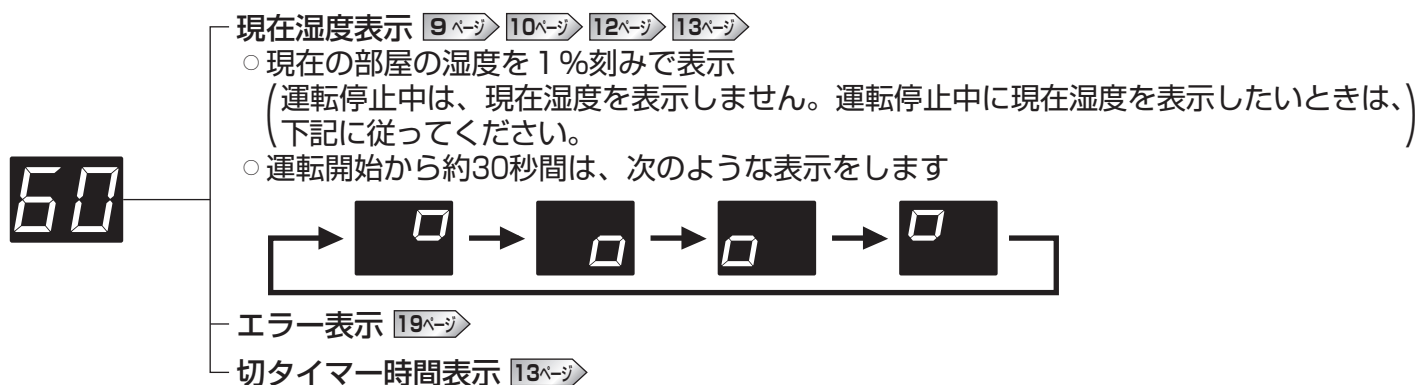 現在湿度表示 9ページ 10ページ 12ページ 13ページ
○現在の部屋の湿度を1%刻みで表示
(運転停止中は、現在湿度を表示しません。運転停止中に現在湿度を表示したいときは、
下記に従ってください。)
○運転開始から約30秒間は、次のような表示をします
60
エラー表示 19ページ
切タイマー時間表示 13ページ